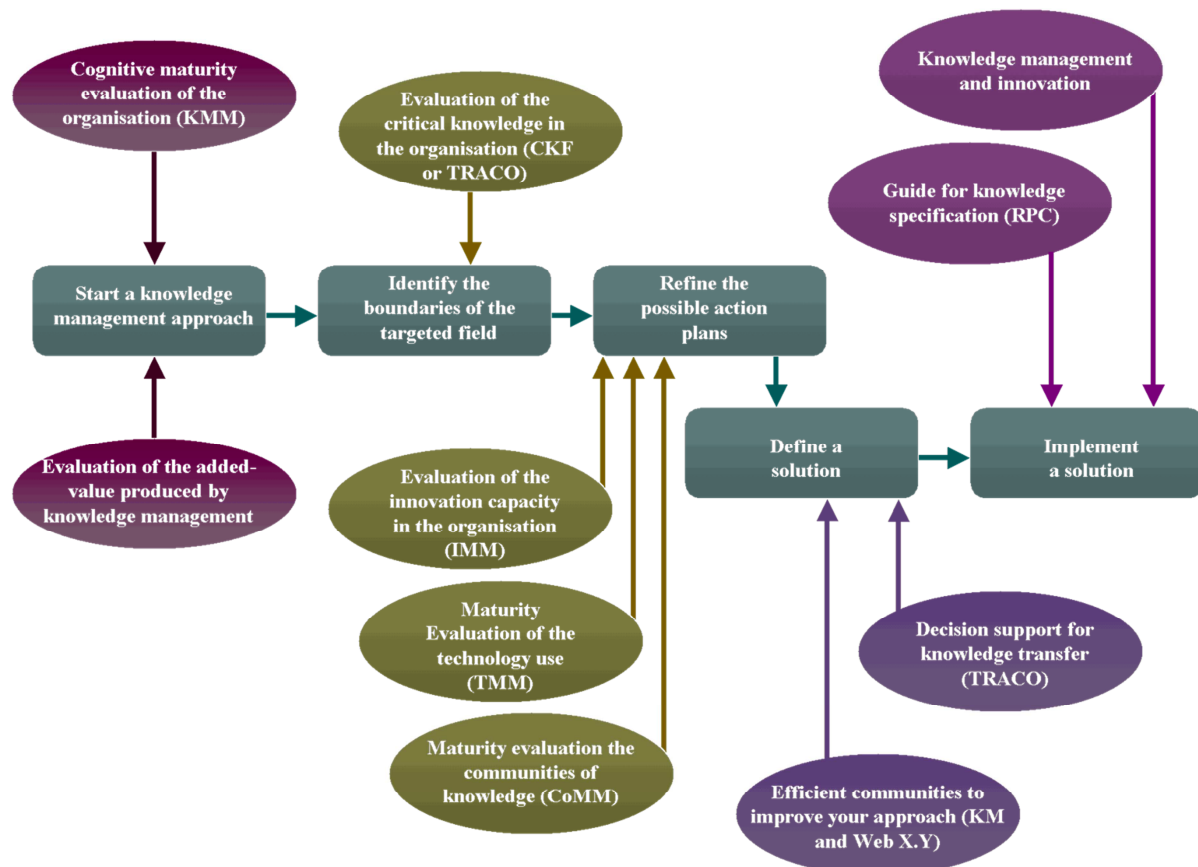 Cognitive maturity
evaluation of the
organisation (KMM)
Evaluation of the
critical knowledge in
the organisation (CKF
or TRACO)
Knowledge management
and innovation
Guide for knowledge
specification (RPC)
Start a knowledge
management approach
Identify the
boundaries of the
targeted field
Refine the
possible action
plans
Define a
solution
Implement
a solution
Evaluation of the added-
value produced by
knowledge management
Evaluation of the
innovation capacity
in the organisation
(IMM)
Maturity
Evaluation of the
technology use
(TMM)
Maturity evaluation the
communities of
knowledge (CoMM)
Decision support for
knowledge transfer
(TRACO)
Efficient communities to
improve your approach (KM
and Web X.Y)